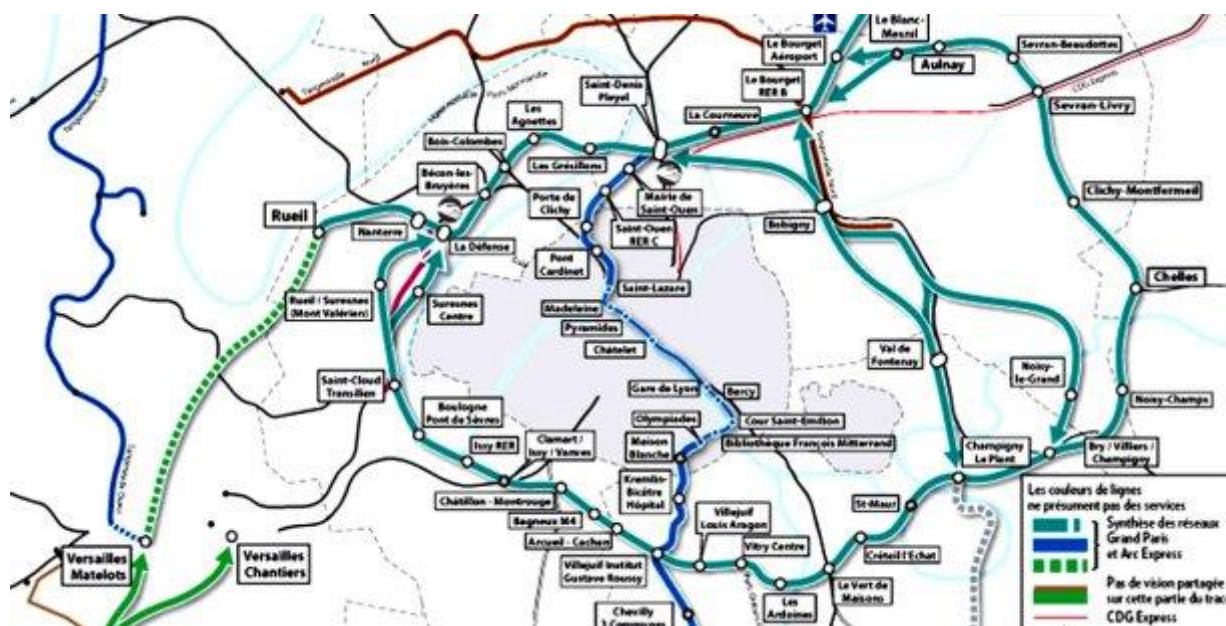 Le Blanc-
Mesnil
Le Bourget
Aéroport
Aulnay
Sevran-Beaudottes
CDG Express
Saint-Denis
Pleyel
Le Bourget
RER B
Sevran-Livry
Les
Agnettes
La Courneuve
Bois-Colombes
Les Grésillons
Bécon-les-
Bruyères
Porte de
Clichy
Mairie de
Saint-Ouen
Clichy-Montfermeil
Rueil
Nanterre
La Défense
Saint-Ouen
RER C
Bobigny
Pont
Cardinet
Chelles
Rueil / Suresnes
(Mont Valérien)
Suresnes
Centre
Saint-Lazare
Madeleine
Pyramides
Châtelet
Val de
Fontenay
Noisy-
le-Grand
Saint-Cloud
Transilien
Gare de Lyon
Bercy
Noisy-Champs
Boulogne
Pont de Sèvres
Olympiades
Cour Saint-Emilion
Bibliothèque François Mitterrand
Issy RER
Clamart /
Issy / Vanves
Maison
Blanche
Champigny
Le Plant
Bry / Villiers /
Champigny
Châtillon - Montrouge
Kremlin-
Bicêtre
Hôpital
Bagneux M4
Villejuif
Louis Aragon
St-Maur
Arcueil - Cachan
Vitry Centre
Créteil l'Echat
Versailles
Matelots
Versailles
Chantiers
Villejuif Institut
Gustave Roussy
Les
Ardoines
Le Vert de
Maisons
Chevilly
3 Communes
Les couleurs de lignes
ne présument pas des services
Synthèse des réseaux
Grand Paris
et Arc Express
Pas de vision partagée
sur cette partie du tracé
CDG Express